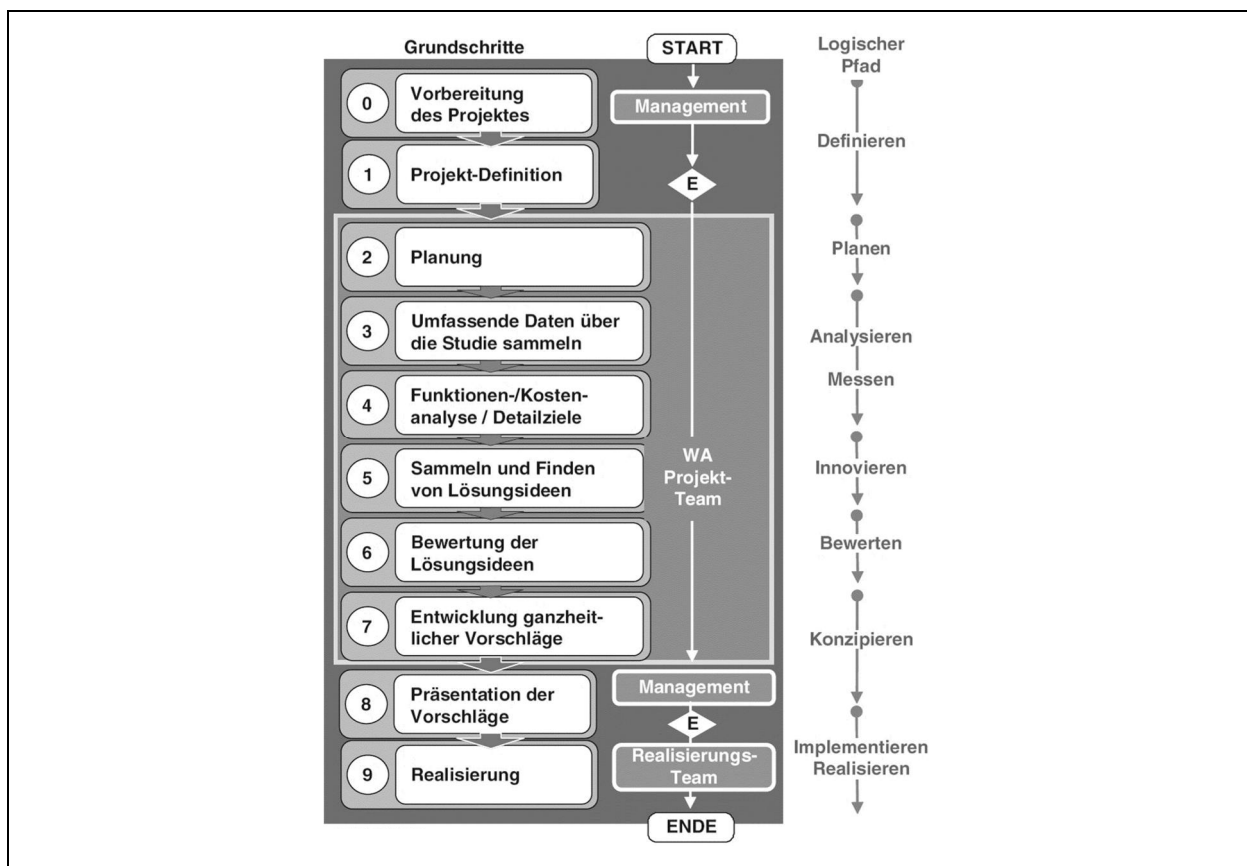 Grundschritte
START
Logischer
Pfad
0
Vorbereitung
des Projektes
Management
Definieren
1
Projekt-Definition
E
2
Planung
Planen
3
Umfassende Daten über
die Studie sammeln
Analysieren
Messen
4
Funktionen-/Kosten-
analyse / Detailziele
5
Sammeln und Finden
von Lösungsideen
WA
Projekt-
Team
Innovieren
6
Bewertung der
Lösungsideen
Bewerten
7
Entwicklung ganzheit-
licher Vorschläge
Konzipieren
8
Präsentation der
Vorschläge
Management
E
9
Realisierung
Realisierungs-
Team
Implementieren
Realisieren
ENDE